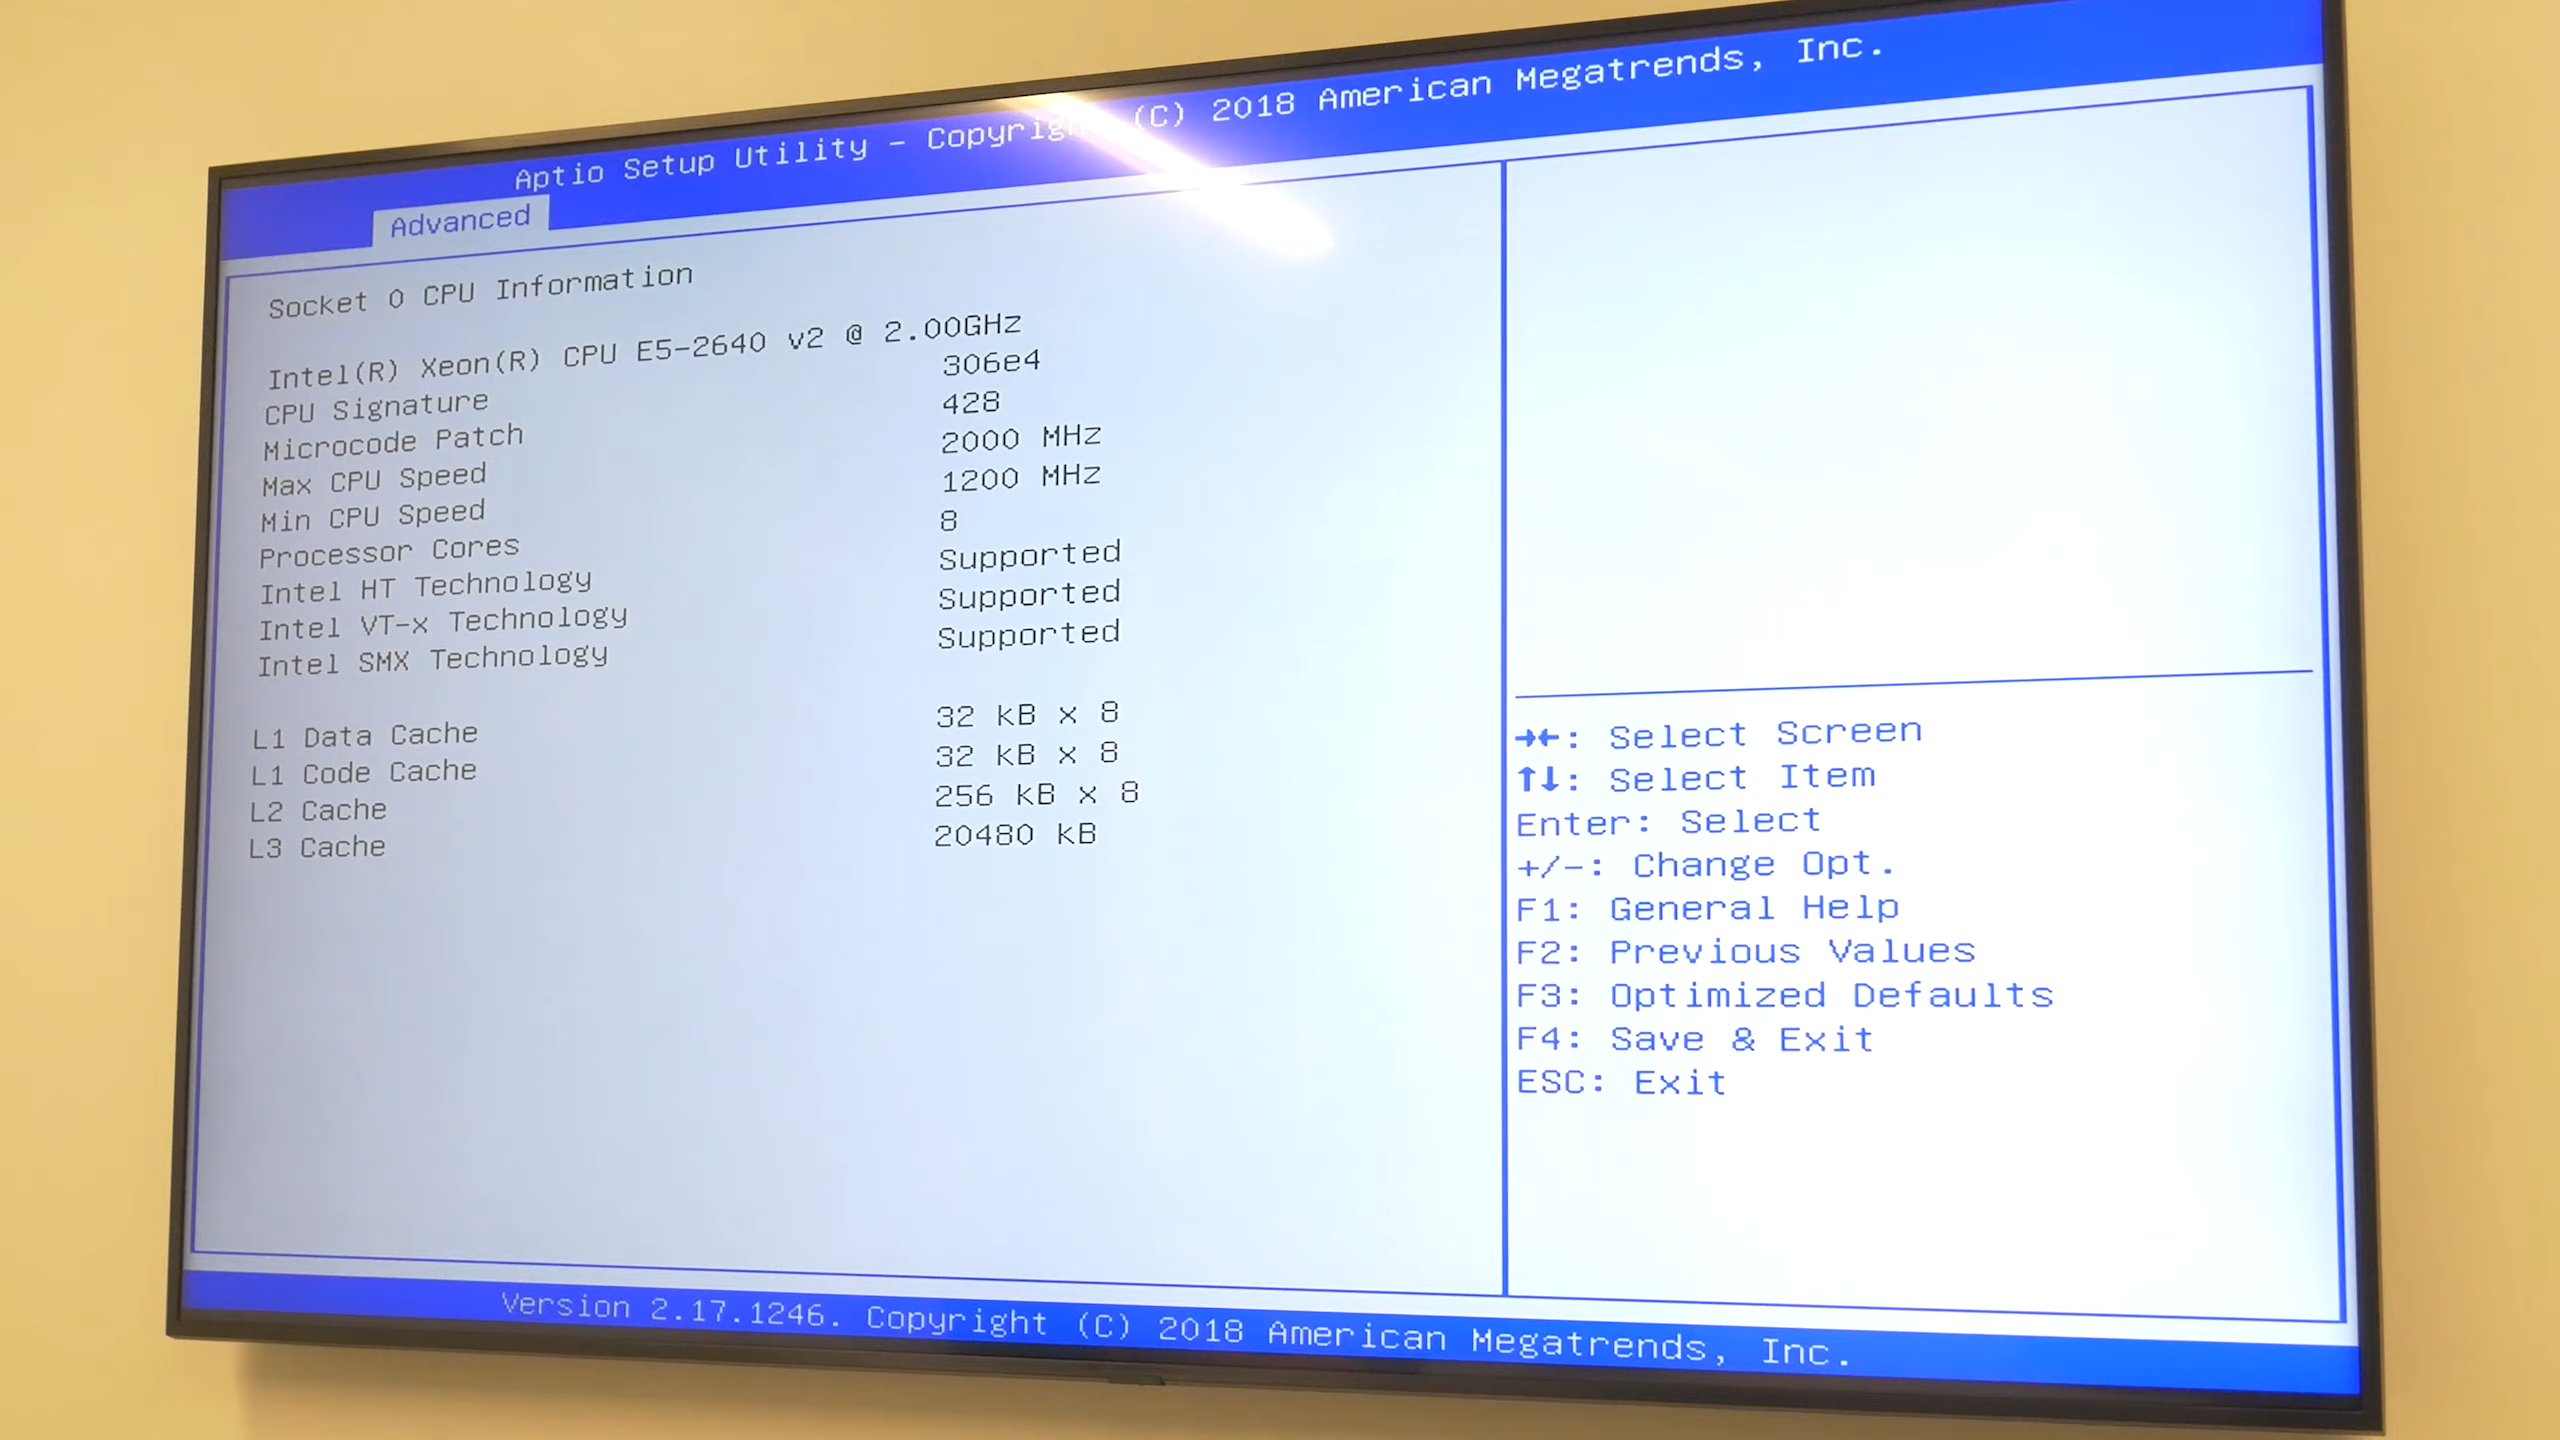 Aptio Setup Utility - Copyright (C) 2018 American Megatrends, Inc.
Advanced
Socket 0 CPU Information
Intel(R) Xeon(R) CPU E5-2640 v2 @ 2.00GHz
CPU Signature 306e4
Microcode Patch 428
Max CPU Speed 2000 MHz
Min CPU Speed 1200 MHz
Processor Cores 8
Intel HT Technology Supported
Intel VT-x Technology Supported
Intel SMX Technology Supported
L1 Data Cache 32 kB x 8
L1 Code Cache 32 kB x 8
L2 Cache 256 kB x 8
L3 Cache 20480 kB
→←: Select Screen
↑↓: Select Item
Enter: Select
+/-: Change Opt.
F1: General Help
F2: Previous Values
F3: Optimized Defaults
F4: Save & Exit
ESC: Exit
Version 2.17.1246. Copyright (C) 2018 American Megatrends, Inc.